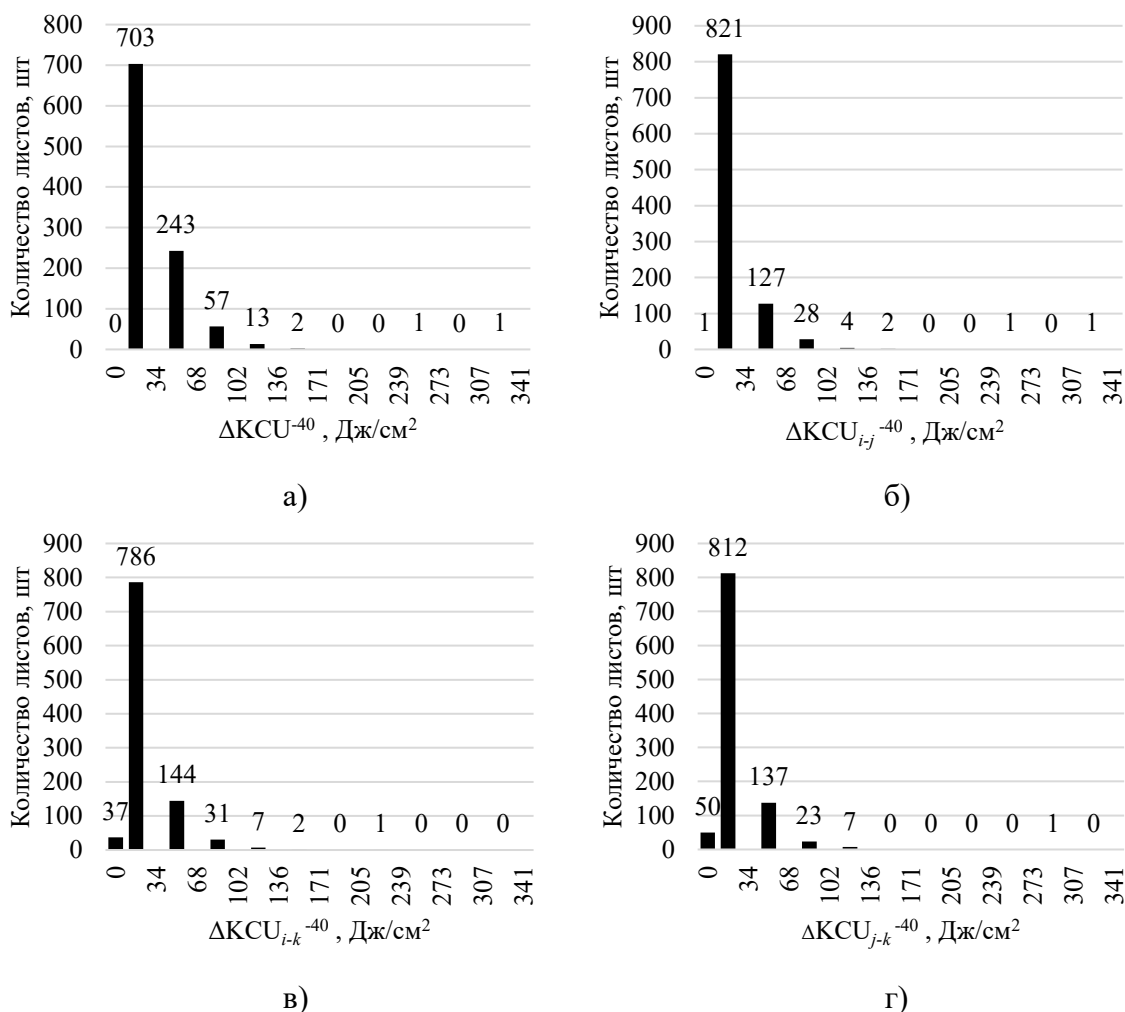 Количество листов, шт
800
700
600
500
400
300
200
100
0
0 703 243 57 13 2 0 0 1 0 1
0 34 68 102 136 171 205 239 273 307 341
ΔKCU⁻⁴⁰ , Дж/см²
а)
Количество листов, шт
900
800
700
600
500
400
300
200
100
0
1 821 127 28 4 2 0 0 1 0 1
0 34 68 102 136 171 205 239 273 307 341
ΔKCUi-j ⁻⁴⁰ , Дж/см²
б)
Количество листов, шт
900
800
700
600
500
400
300
200
100
0
37 786 144 31 7 2 0 1 0 0 0
0 34 68 102 136 171 205 239 273 307 341
ΔKCUi-k ⁻⁴⁰ , Дж/см²
в)
Количество листов, шт
900
800
700
600
500
400
300
200
100
0
50 812 137 23 7 0 0 0 0 1 0
0 34 68 102 136 171 205 239 273 307 341
ΔKCUj-k ⁻⁴⁰ , Дж/см²
г)